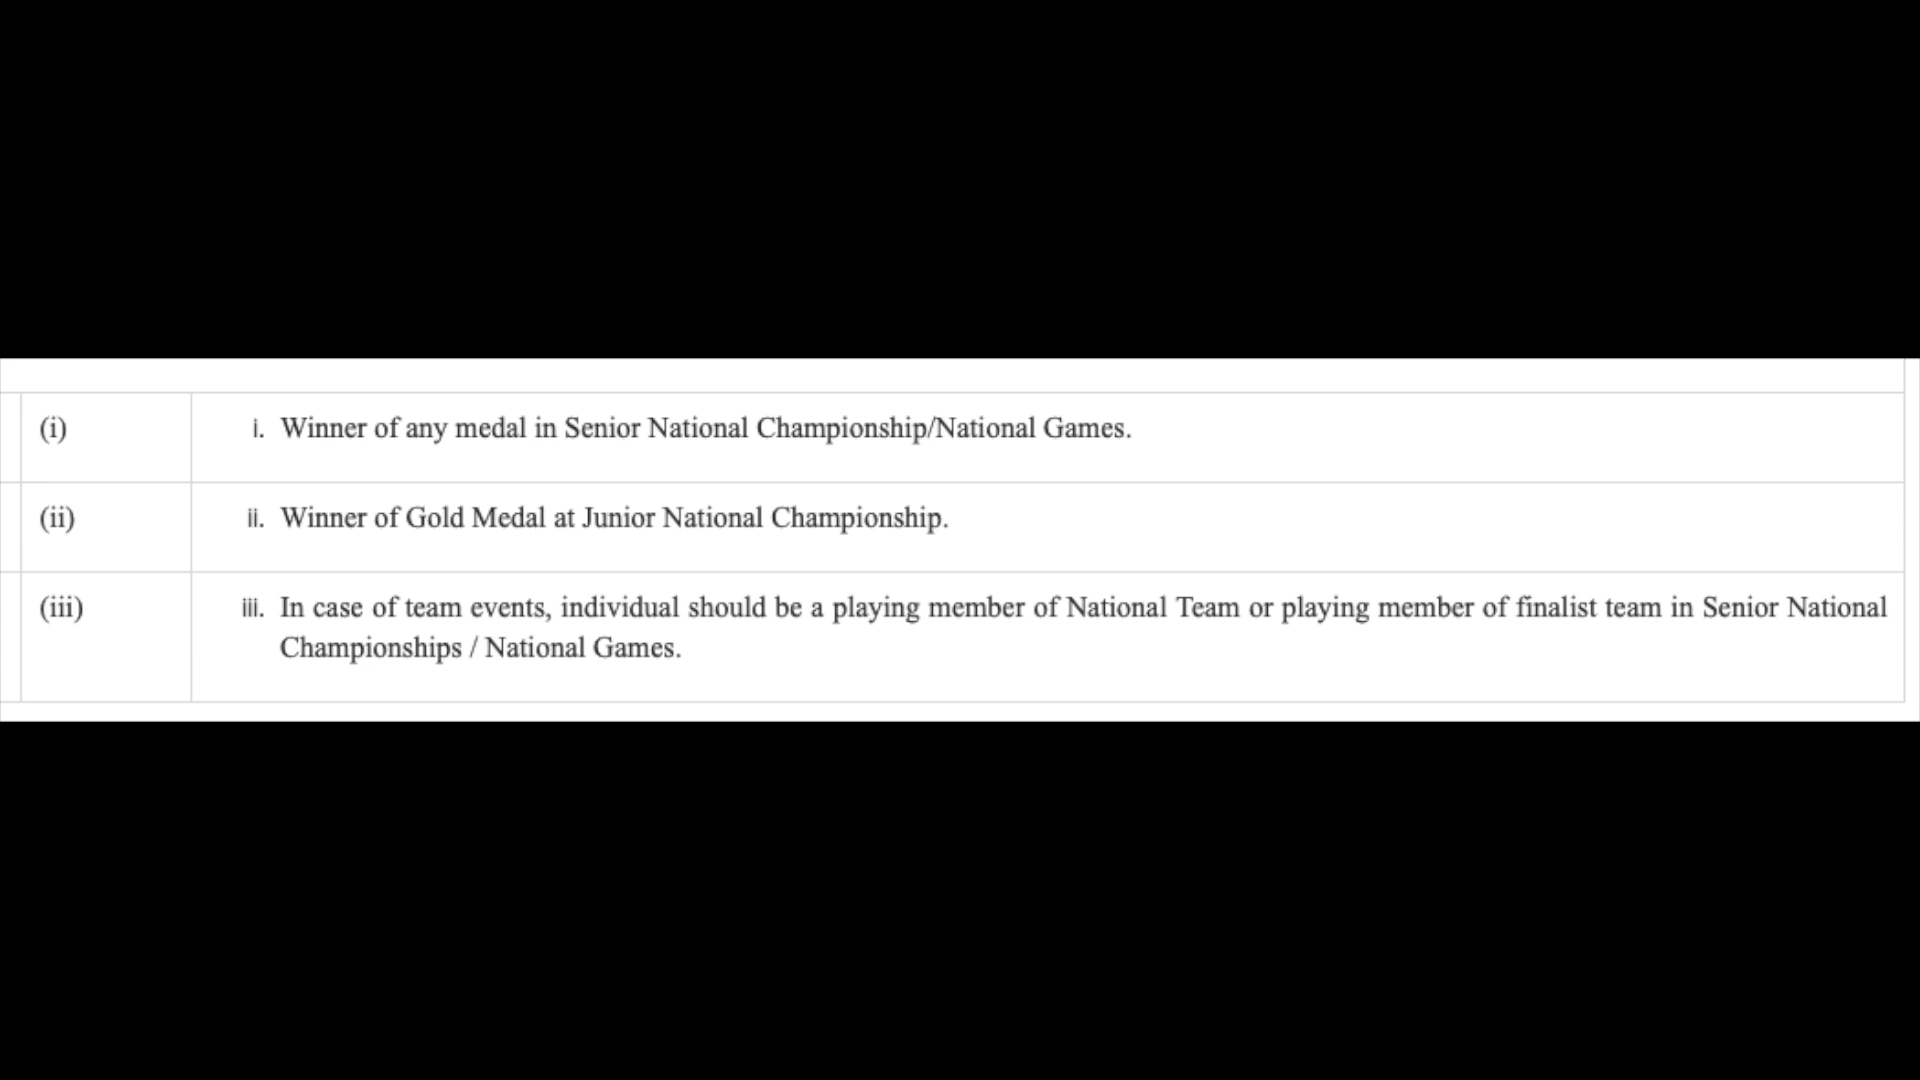 (i) i. Winner of any medal in Senior National Championship/National Games.
(ii) ii. Winner of Gold Medal at Junior National Championship.
(iii) iii. In case of team events, individual should be a playing member of National Team or playing member of finalist team in Senior National
Championships / National Games.